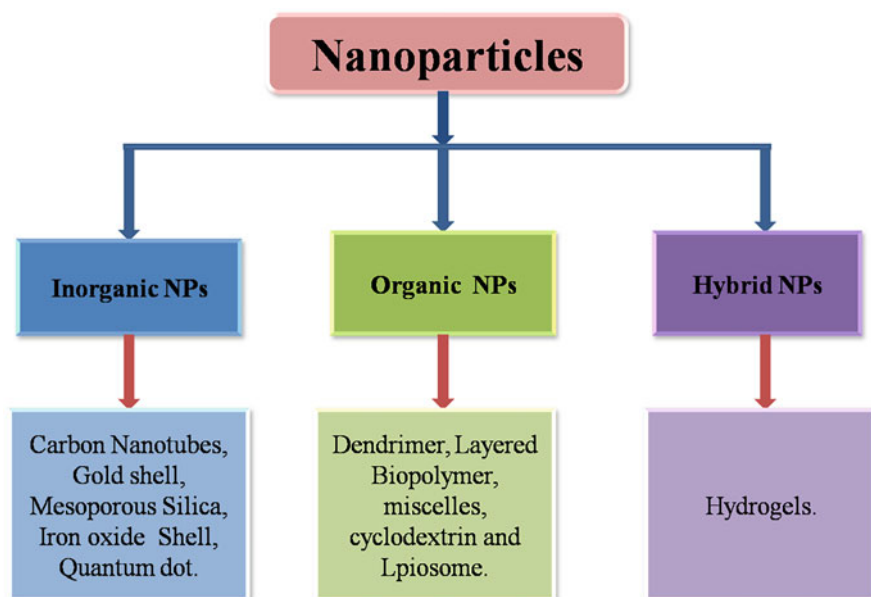 Nanoparticles
Inorganic NPs
Organic NPs
Hybrid NPs
Carbon Nanotubes,
Gold shell,
Mesoporous Silica,
Iron oxide Shell,
Quantum dot.
Dendrimer, Layered
Biopolymer,
miscelles,
cyclodextrin and
Lpiosome.
Hydrogels.